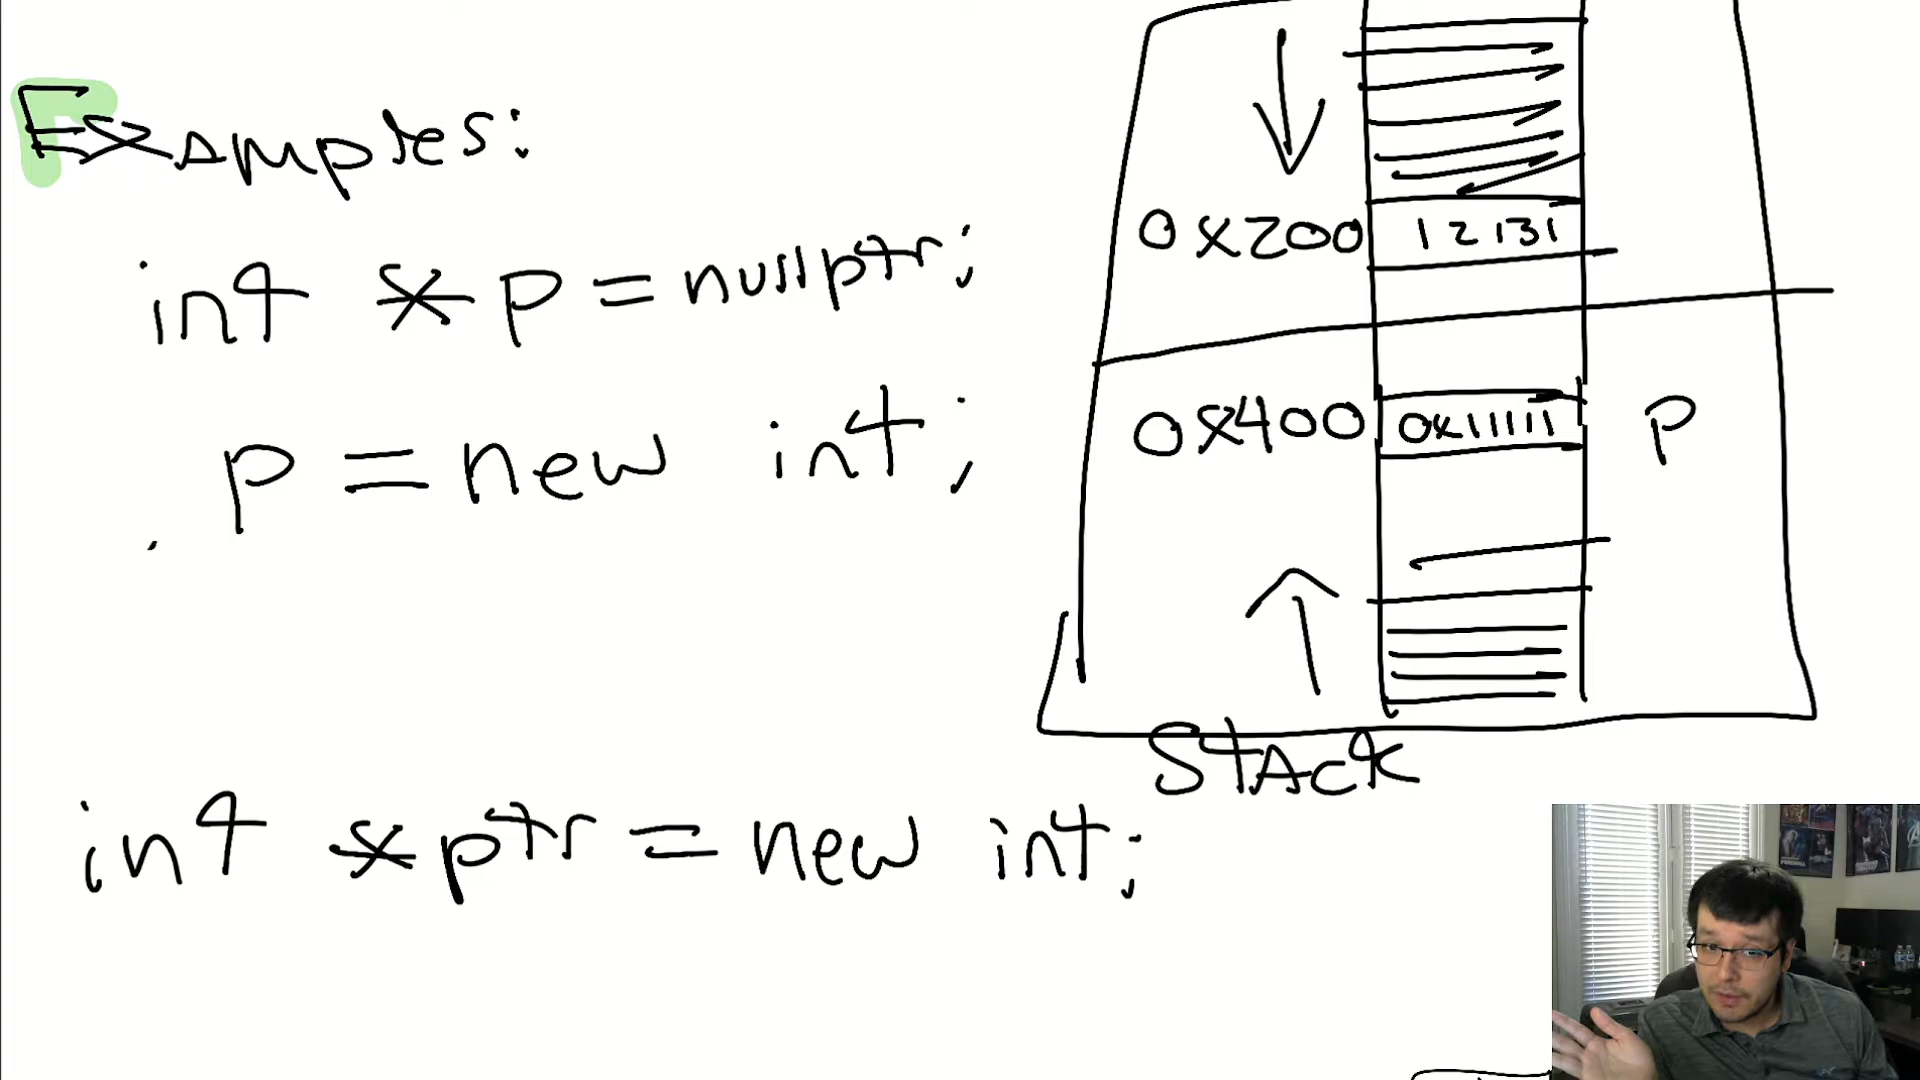 Examples:
int *p = nullptr;
p = new int;
int *ptr = new int;
0x200 12131
0x400 0x11111 p
STACK